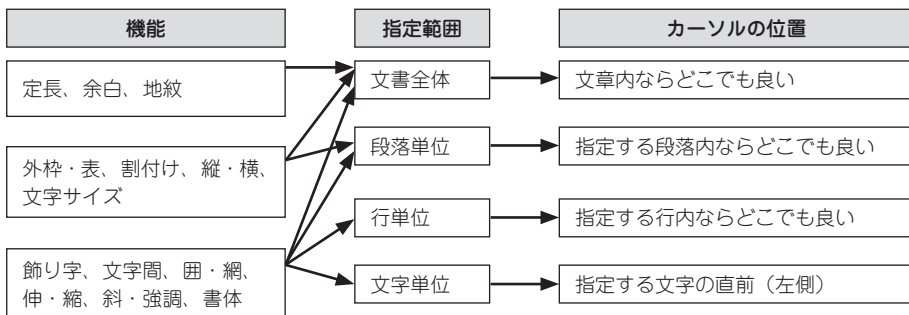 機能
指定範囲
カーソルの位置
定長、余白、地紋
文書全体
文章内ならどこでも良い
外枠・表、割付け、縦・横、
文字サイズ
段落単位
指定する段落内ならどこでも良い
行単位
指定する行内ならどこでも良い
飾り字、文字間、囲・網、
伸・縮、斜・強調、書体
文字単位
指定する文字の直前（左側）